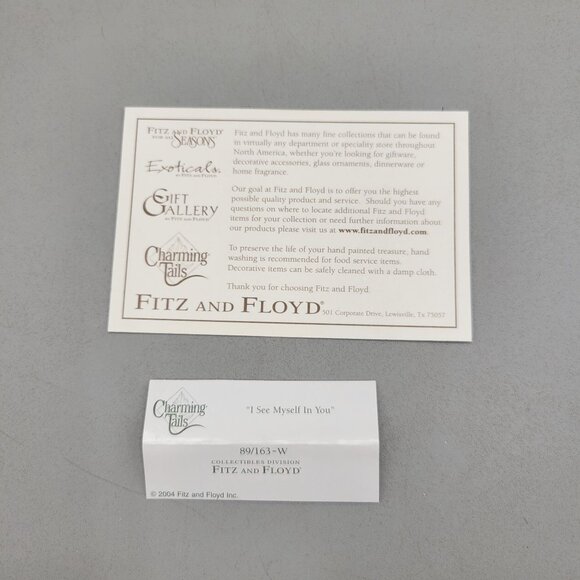 FITZ AND FLOYD®
FOR ALL SEASONS
Fitz and Floyd has many fine collections that can be found
in virtually any department or speciality store throughout
North America, whether you're looking for giftware,
decorative accessories, glass ornaments, dinnerware or
home fragrance.
Exoticals
BY FITZ AND FLOYD
GIFT
GALLERY
BY FITZ AND FLOYD
Our goal at Fitz and Floyd is to offer you the highest
possible quality product and service. Should you have any
questions on where to locate additional Fitz and Floyd
items for your collection or need further information about
our products please visit us at www.fitzandfloyd.com.
Charming
Tails
To preserve the life of your hand painted treasure, hand
washing is recommended for food service items.
Decorative items can be safely cleaned with a damp cloth.
Thank you for choosing Fitz and Floyd.
FITZ AND FLOYD® 501 Corporate Drive, Lewisville, Tx 75057
Charming
Tails
"I See Myself In You"
89/163-W
COLLECTIBLES DIVISION
FITZ AND FLOYD®
© 2004 Fitz and Floyd Inc.